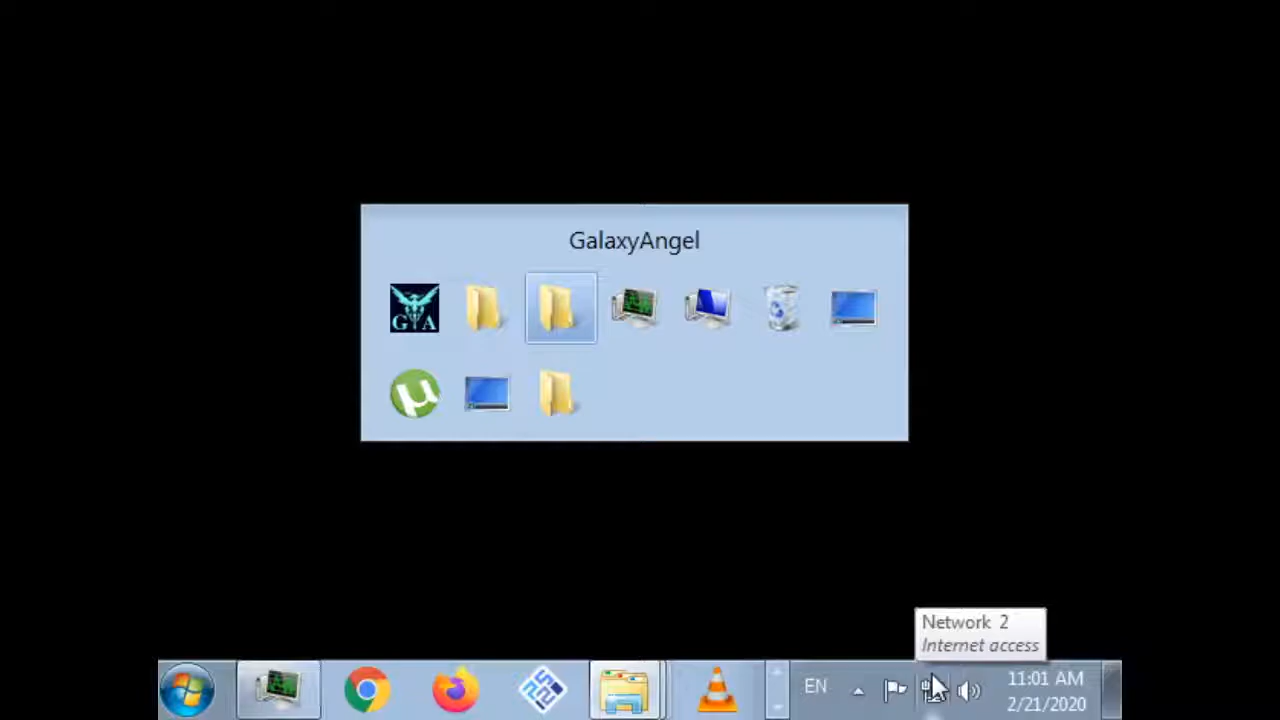 GalaxyAngel
G A
µ
Network 2
Internet access
EN
11:01 AM
2/21/2020